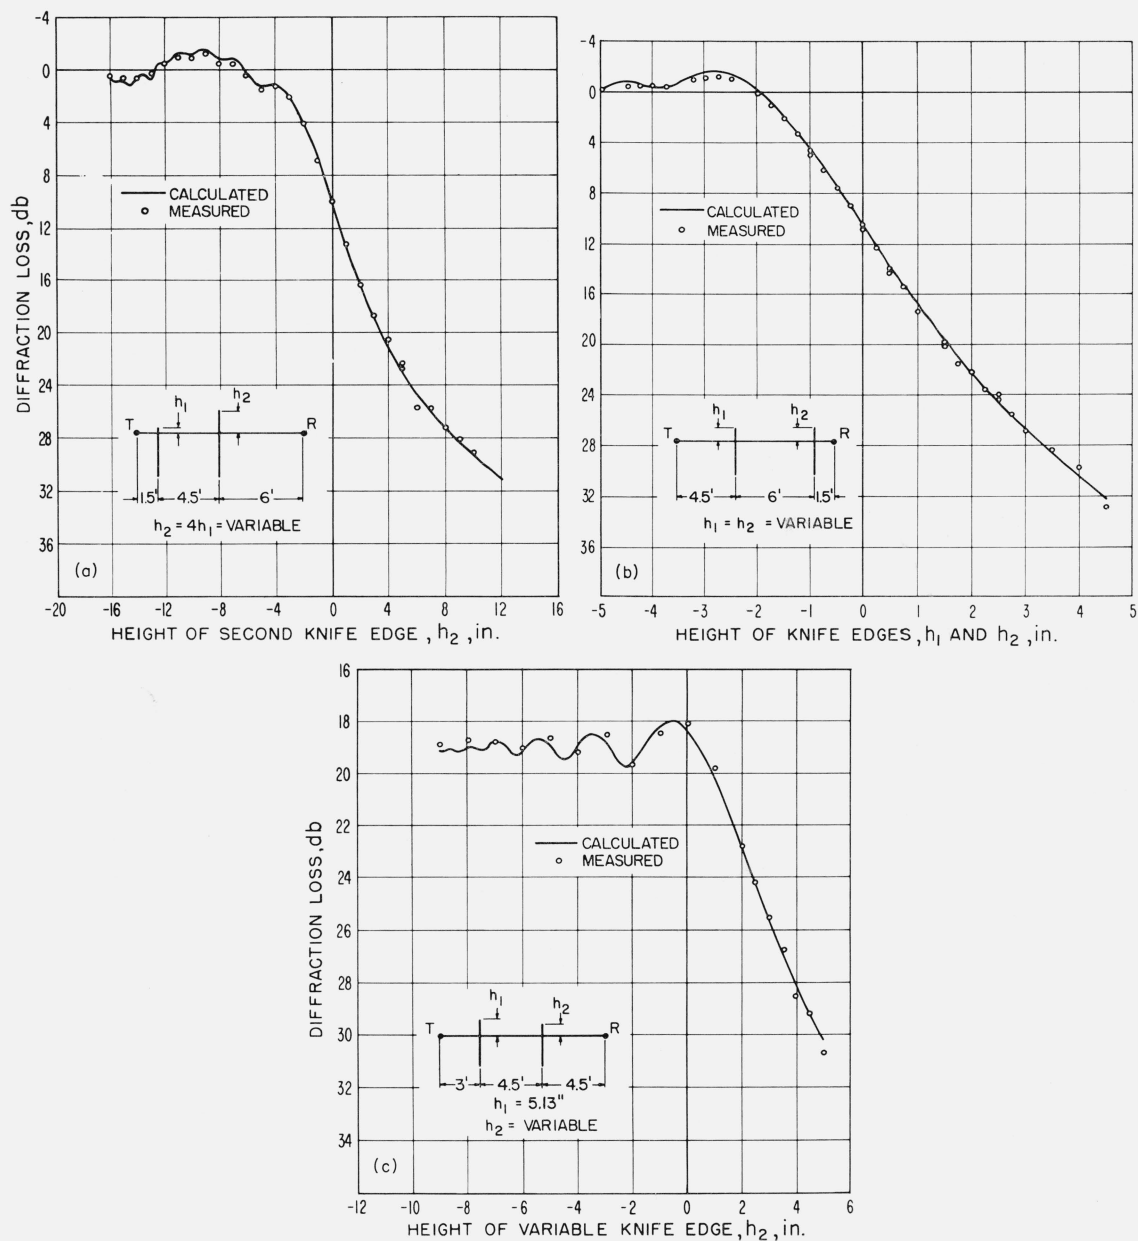 -4
0
4
8
12
16
20
24
28
32
36
DIFFRACTION LOSS, db
CALCULATED
MEASURED
h1
h2
T
R
1.5' 4.5' 6'
h2 = 4h1 = VARIABLE
(a)
-20 -16 -12 -8 -4 0 4 8 12 16
HEIGHT OF SECOND KNIFE EDGE, h2, in.
-4
0
4
8
12
16
20
24
28
32
36
CALCULATED
MEASURED
h1
h2
T
R
4.5' 6' 1.5'
h1 = h2 = VARIABLE
(b)
-5 -4 -3 -2 -1 0 1 2 3 4 5
HEIGHT OF KNIFE EDGES, h1 AND h2, in.
16
18
20
22
24
26
28
30
32
34
DIFFRACTION LOSS, db
CALCULATED
MEASURED
h1
h2
T
R
3' 4.5' 4.5'
h1 = 5.13"
h2 = VARIABLE
(c)
-12 -10 -8 -6 -4 -2 0 2 4 6
HEIGHT OF VARIABLE KNIFE EDGE, h2, in.